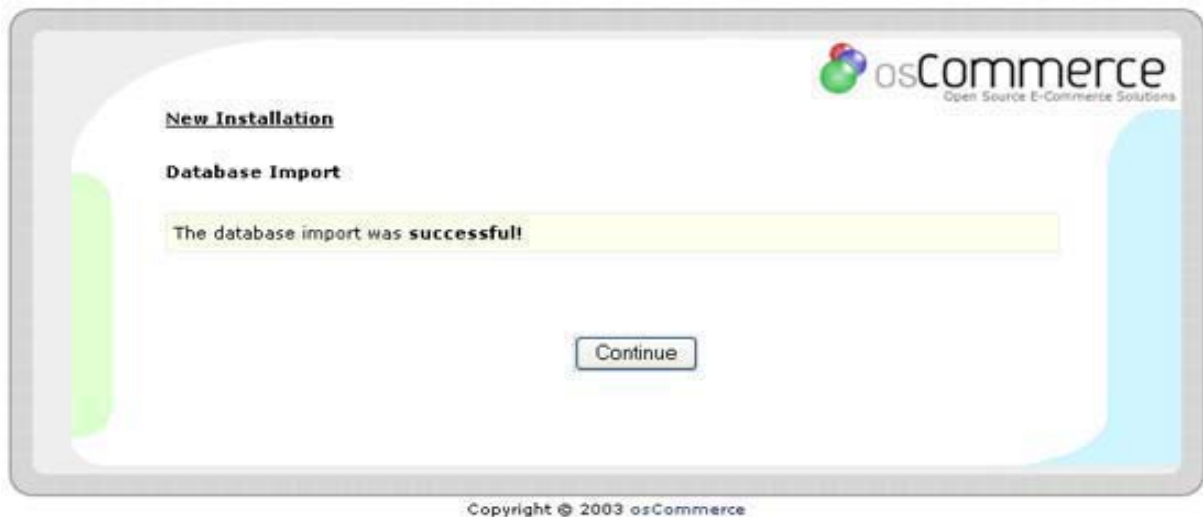 osCommerce
Open Source E-Commerce Solutions
New Installation
Database Import
The database import was successful!
Continue
Copyright © 2003 osCommerce